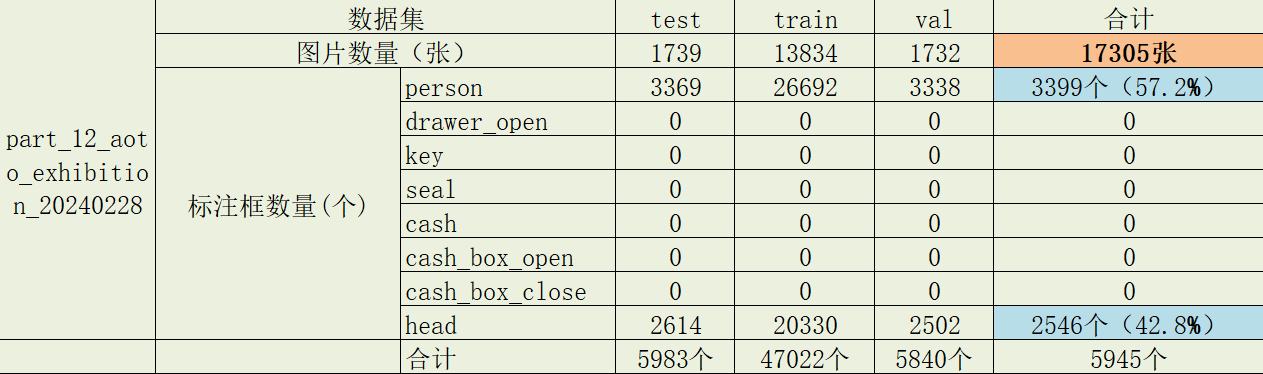 数据集 test train val 合计
图片数量（张） 1739 13834 1732 17305张
part_12_aot
o_exhibitio
n_20240228
标注框数量(个)
person 3369 26692 3338 3399个（57.2%）
drawer_open 0 0 0 0
key 0 0 0 0
seal 0 0 0 0
cash 0 0 0 0
cash_box_open 0 0 0 0
cash_box_close 0 0 0 0
head 2614 20330 2502 2546个（42.8%）
合计 5983个 47022个 5840个 5945个